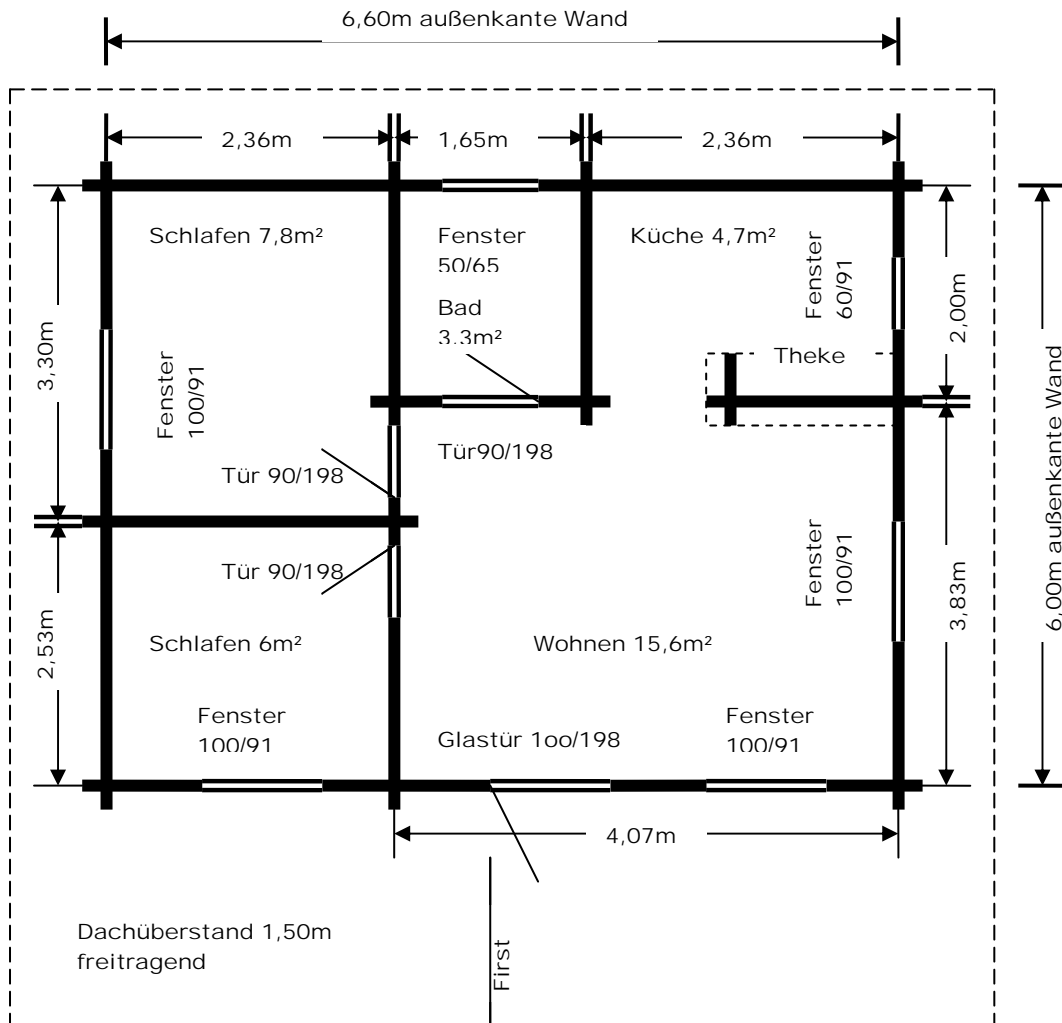 6,60m außenkante Wand
2,36m
1,65m
2,36m
Schlafen 7,8m²
Fenster
50/65
Küche 4,7m²
Fenster
60/91
Bad
3,3m²
Theke
2,00m
3,30m
Fenster
100/91
Tür 90/198
Tür90/198
6,00m außenkante Wand
Tür 90/198
Fenster
100/91
3,83m
2,53m
Schlafen 6m²
Wohnen 15,6m²
Fenster
100/91
Glastür 1oo/198
Fenster
100/91
4,07m
Dachüberstand 1,50m
freitragend
First